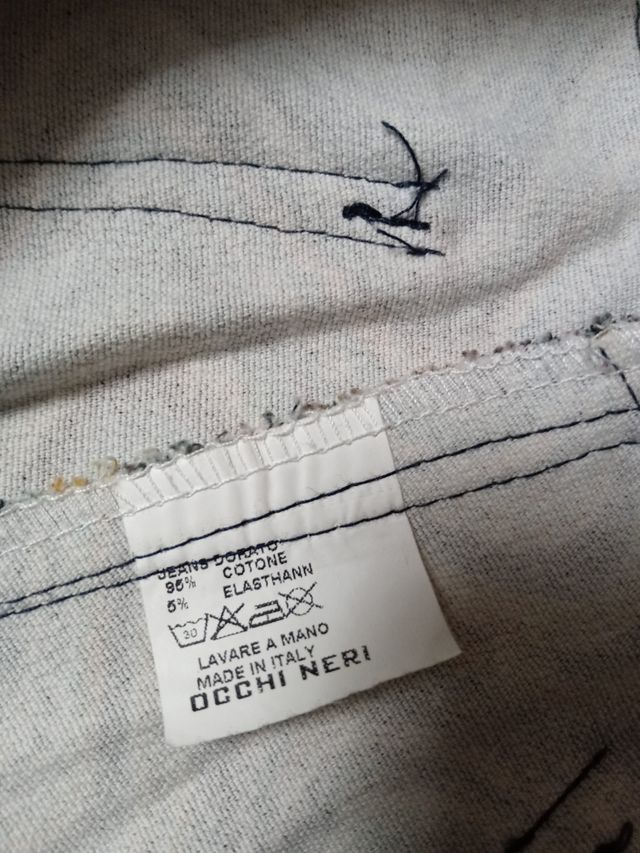 JEANS DORATO
95% COTONE
5% ELASTHANN
30
LAVARE A MANO
MADE IN ITALY
OCCHI NERI